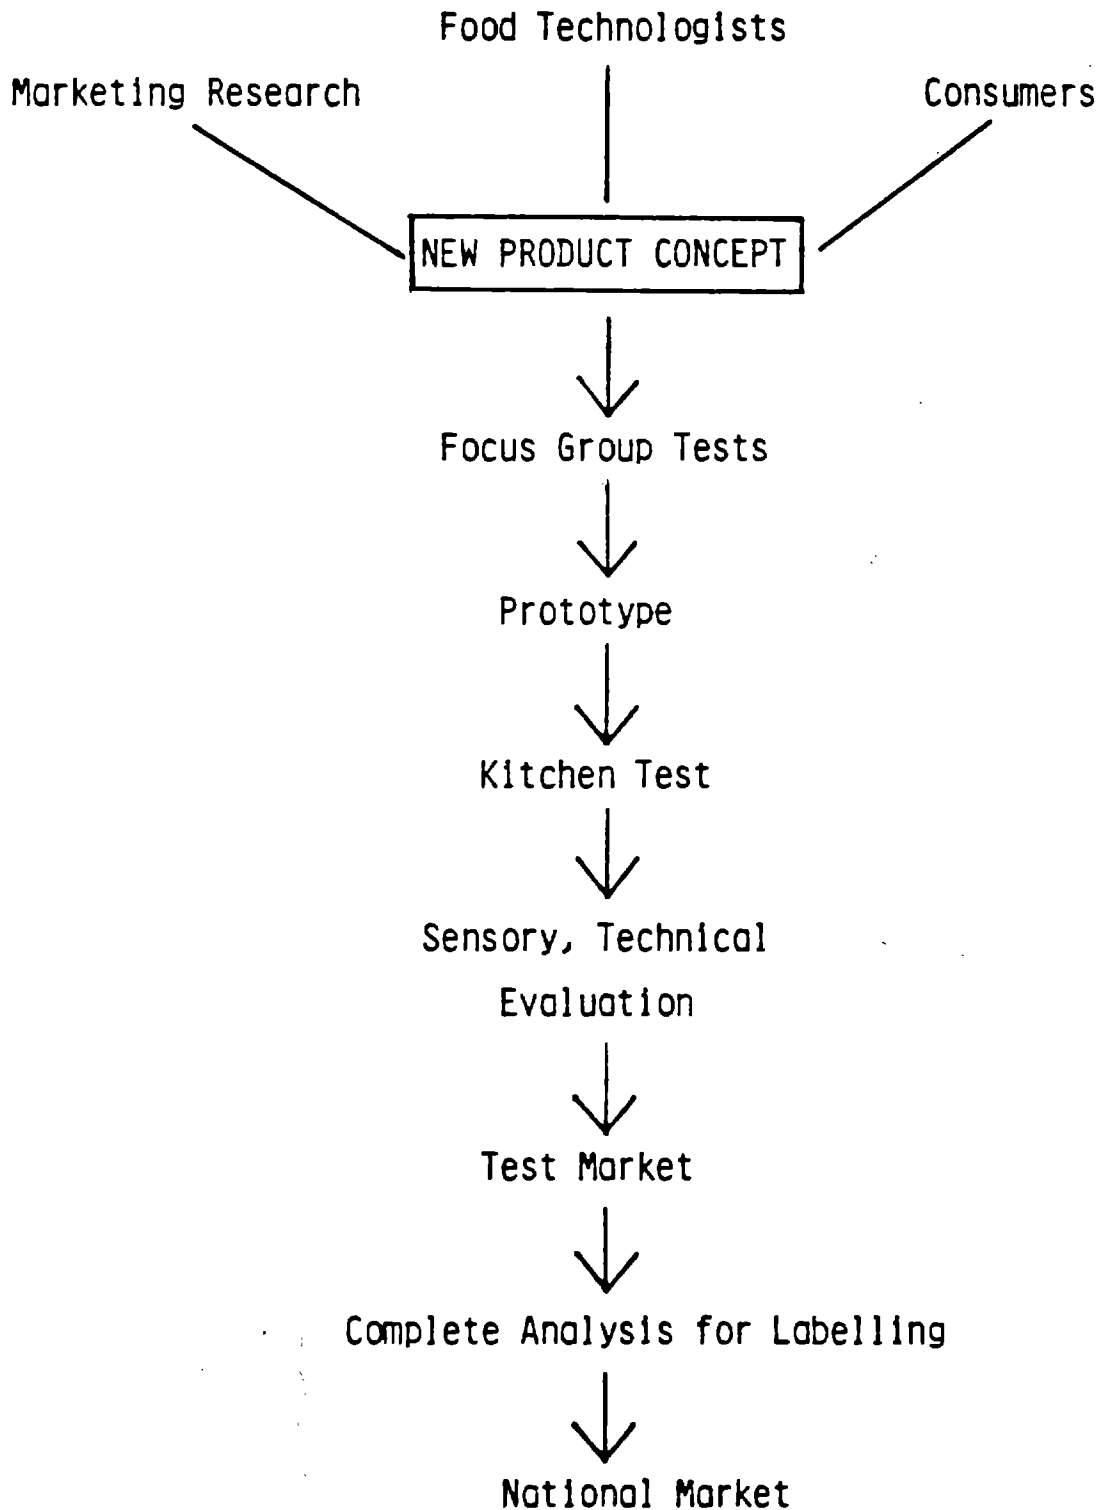 Food Technologists
Marketing Research
Consumers
NEW PRODUCT CONCEPT
Focus Group Tests
Prototype
Kitchen Test
Sensory, Technical
Evaluation
Test Market
Complete Analysis for Labelling
National Market